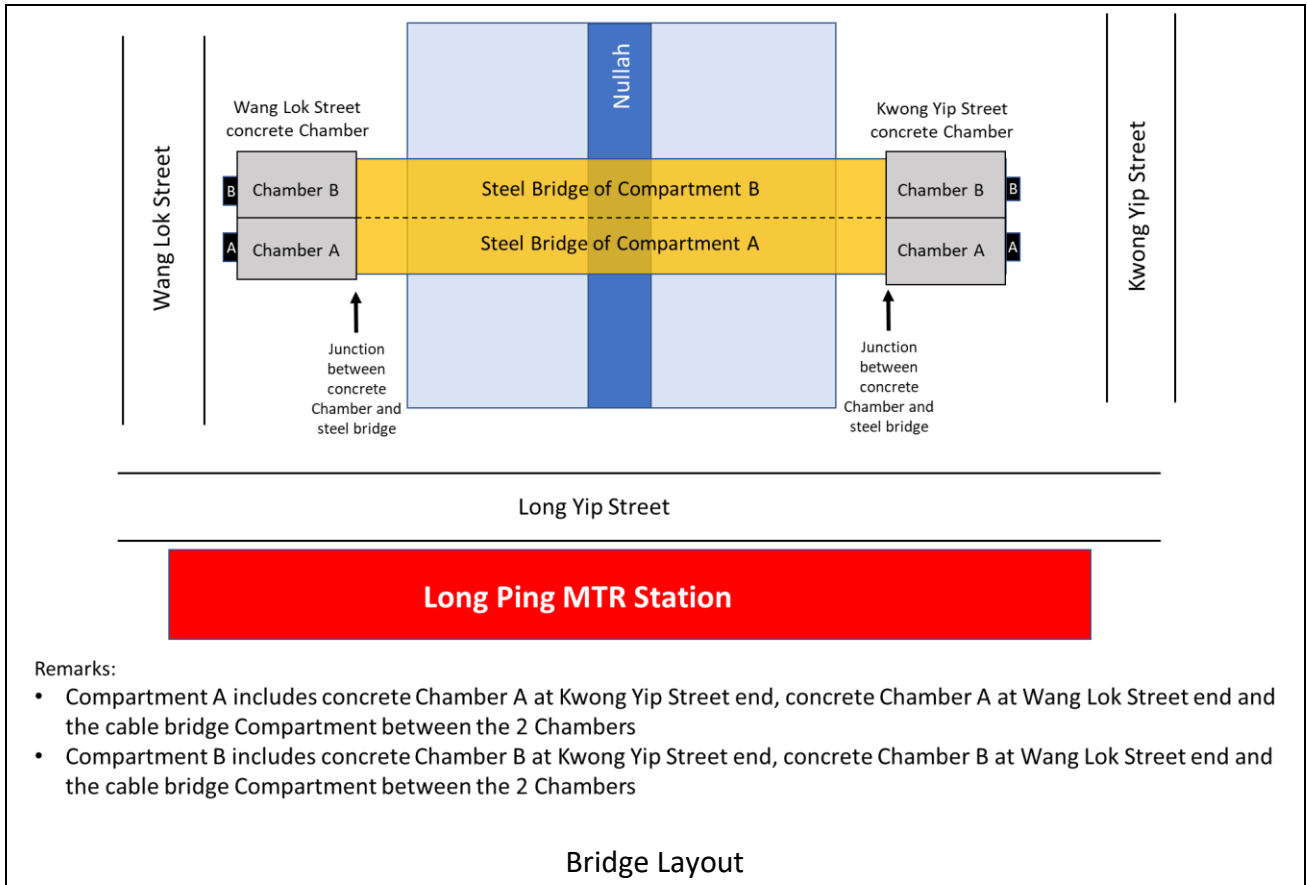 Nullah
Wang Lok Street
concrete Chamber
Kwong Yip Street
concrete Chamber
Wang Lok Street
Kwong Yip Street
B
Chamber B
Steel Bridge of Compartment B
Chamber B
B
A
Chamber A
Steel Bridge of Compartment A
Chamber A
A
Junction
between
concrete
Chamber and
steel bridge
Junction
between
concrete
Chamber and
steel bridge
Long Yip Street
Long Ping MTR Station
Remarks:
• Compartment A includes concrete Chamber A at Kwong Yip Street end, concrete Chamber A at Wang Lok Street end and
the cable bridge Compartment between the 2 Chambers
• Compartment B includes concrete Chamber B at Kwong Yip Street end, concrete Chamber B at Wang Lok Street end and
the cable bridge Compartment between the 2 Chambers
Bridge Layout